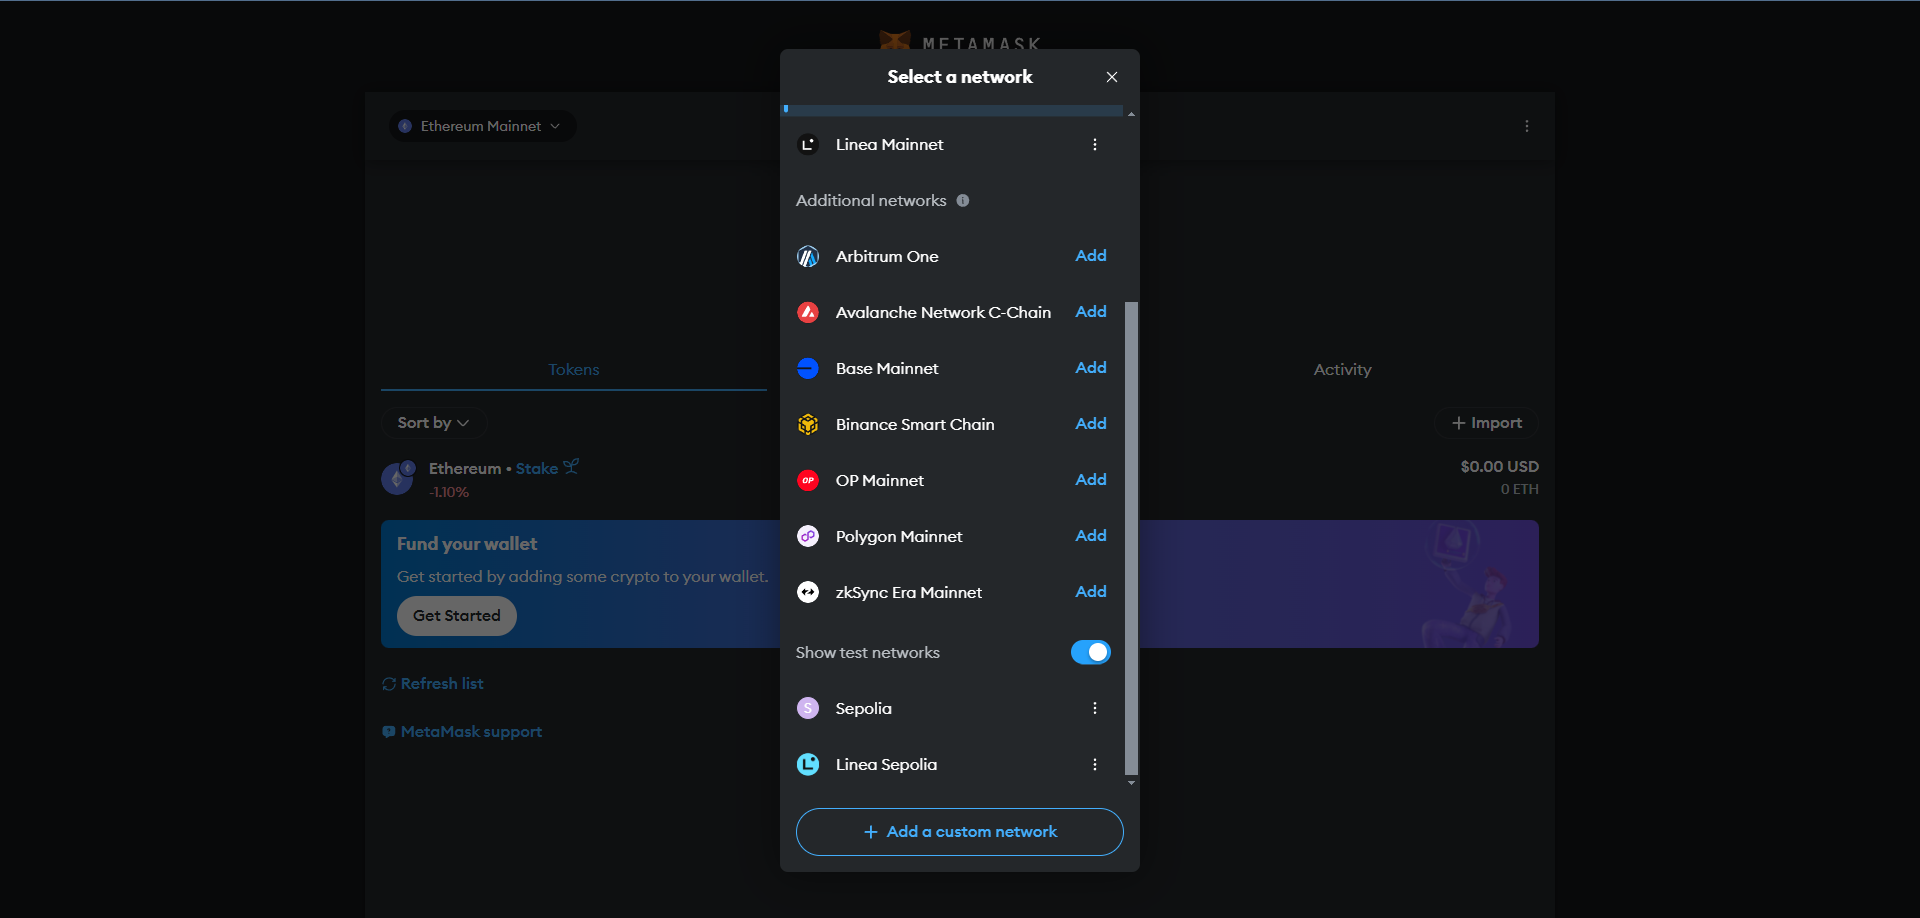 METAMASK
Select a network
Ethereum Mainnet
Linea Mainnet
Additional networks
Arbitrum One Add
Avalanche Network C-Chain Add
Base Mainnet Add
Binance Smart Chain Add
OP Mainnet Add
Polygon Mainnet Add
zkSync Era Mainnet Add
Show test networks
Sepolia
Linea Sepolia
+ Add a custom network
Tokens
Activity
Sort by
+ Import
Ethereum • Stake
-1.10%
$0.00 USD
0 ETH
Fund your wallet
Get started by adding some crypto to your wallet.
Get Started
Refresh list
MetaMask support